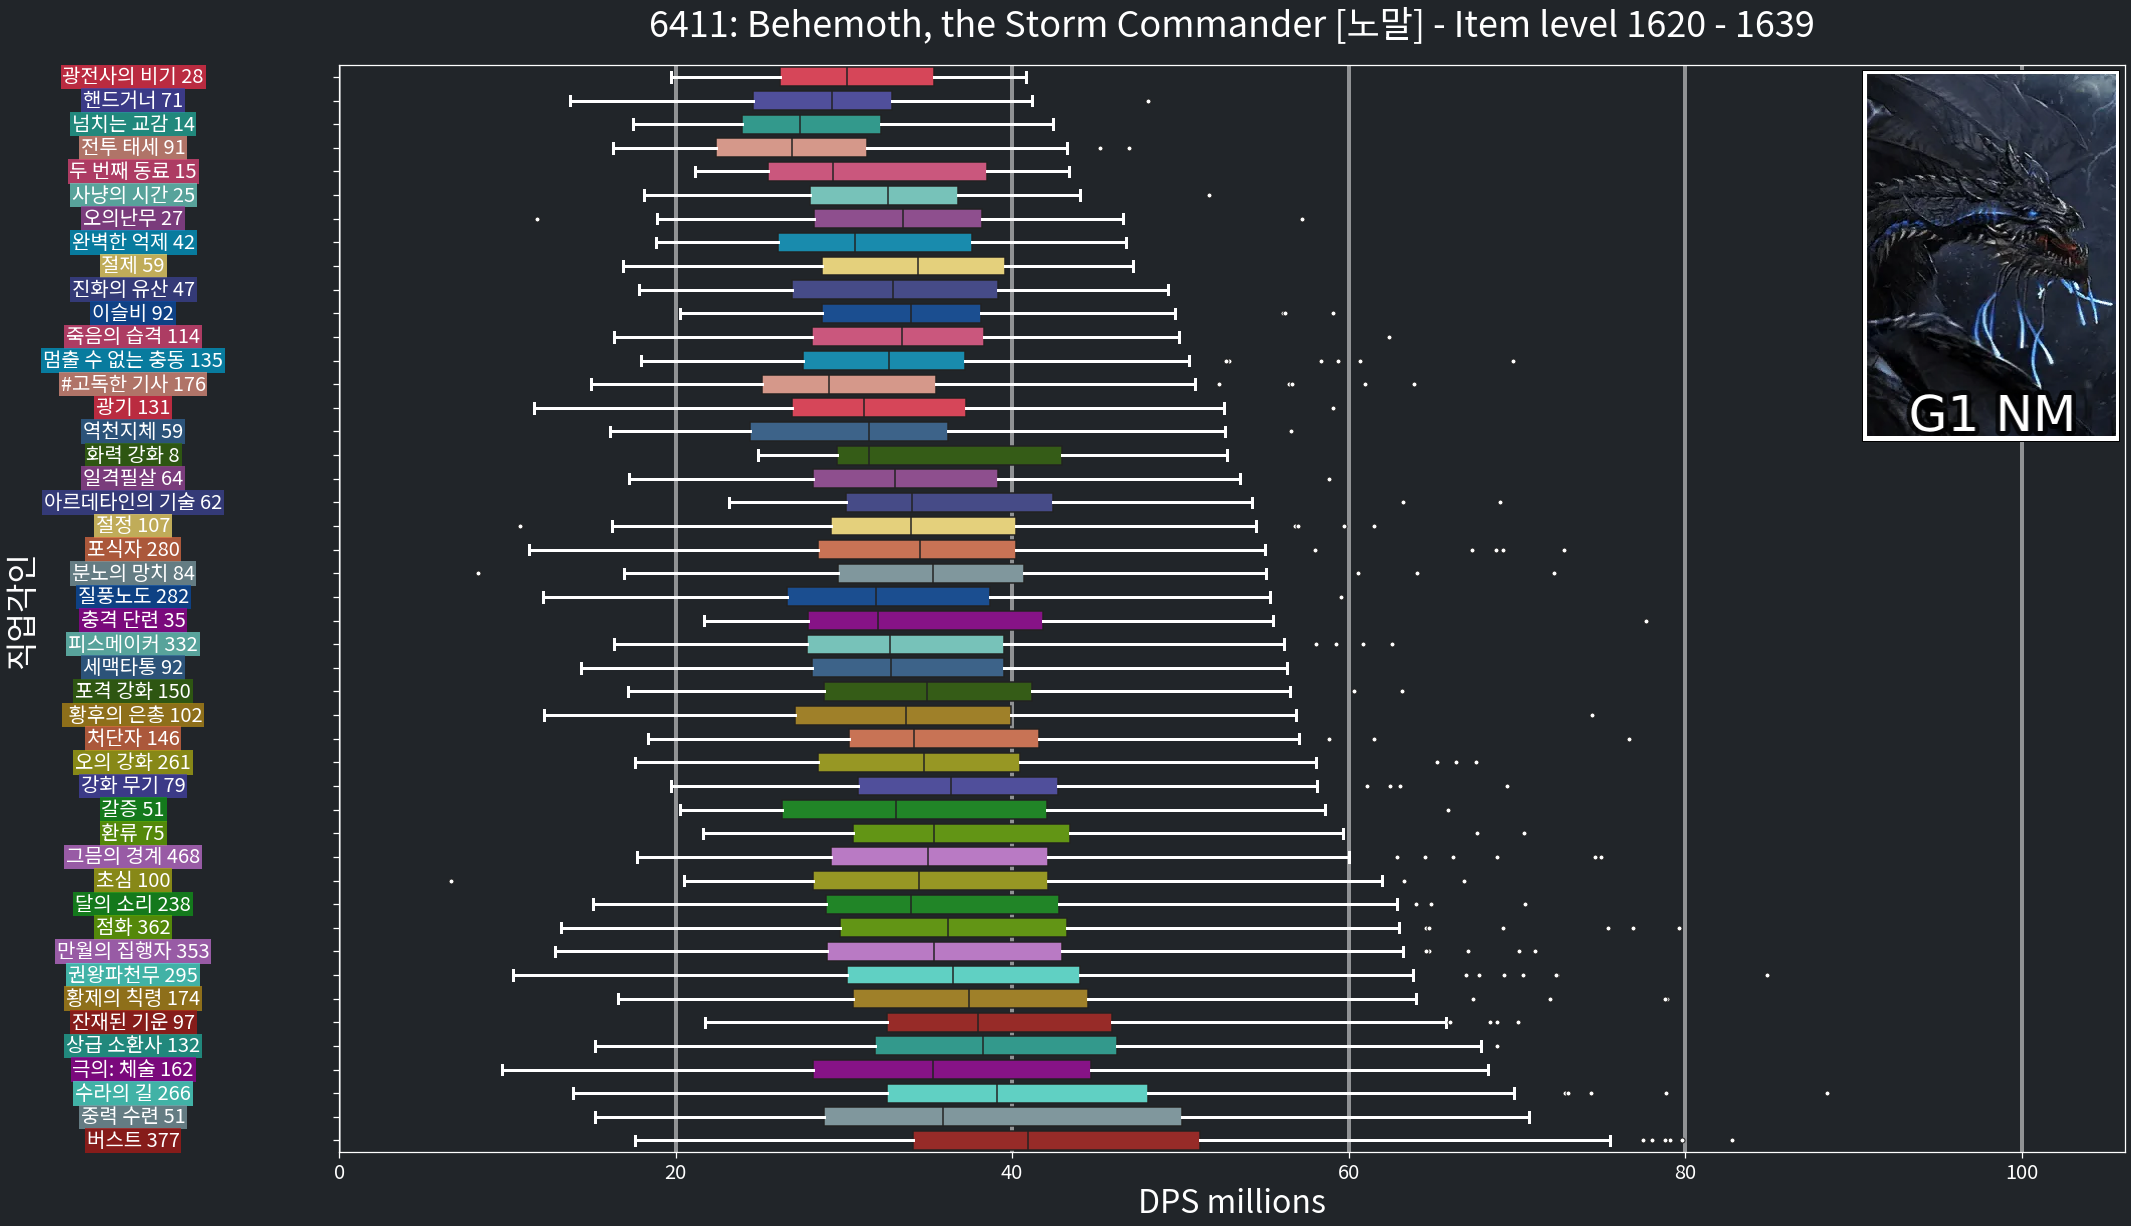 6411: Behemoth, the Storm Commander [노말] - Item level 1620 - 1639
직업각인
광전사의 비기 28
핸드거너 71
넘치는 교감 14
전투 태세 91
두 번째 동료 15
사냥의 시간 25
오의난무 27
완벽한 억제 42
절제 59
진화의 유산 47
이슬비 92
죽음의 습격 114
멈출 수 없는 충동 135
#고독한 기사 176
광기 131
역천지체 59
화력 강화 8
일격필살 64
아르데타인의 기술 62
절정 107
포식자 280
분노의 망치 84
질풍노도 282
충격 단련 35
피스메이커 332
세맥타통 92
포격 강화 150
황후의 은총 102
처단자 146
오의 강화 261
강화 무기 79
갈증 51
환류 75
그믐의 경계 468
초심 100
달의 소리 238
점화 362
만월의 집행자 353
권왕파천무 295
황제의 칙령 174
잔재된 기운 97
상급 소환사 132
극의: 체술 162
수라의 길 266
중력 수련 51
버스트 377
G1 NM
0 20 40 60 80 100
DPS millions